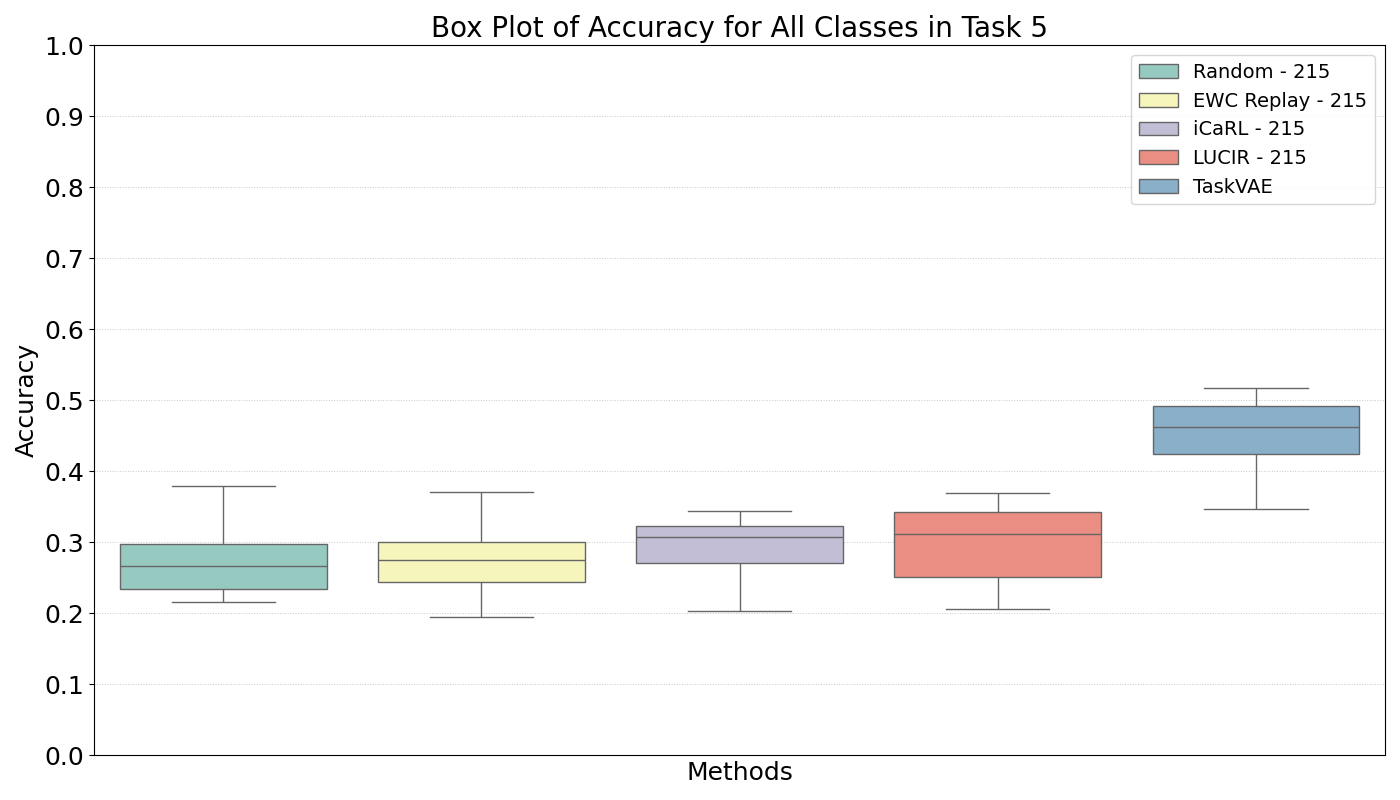 Box Plot of Accuracy for All Classes in Task 5
1.0
0.9
0.8
0.7
0.6
0.5
0.4
0.3
0.2
0.1
0.0
Accuracy
Methods
Random - 215
EWC Replay - 215
iCaRL - 215
LUCIR - 215
TaskVAE